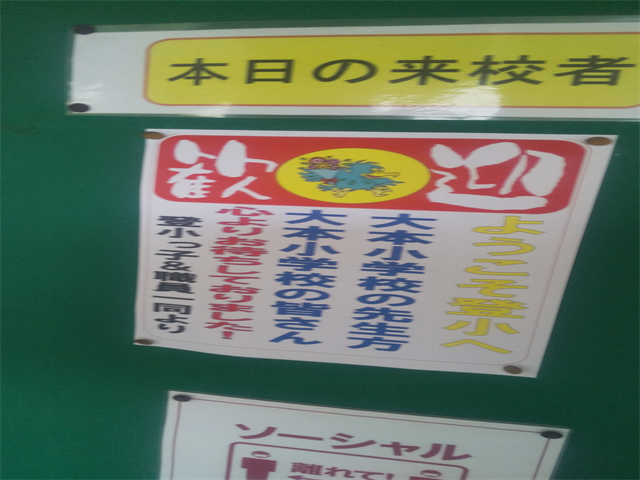 本日の来校者
歓迎
ようこそ登小へ
大本小学校の先生方
大本小学校の皆さん
心よりお待ちしておりました!
登小っ子&職員一同より
ソーシャル
離れてい